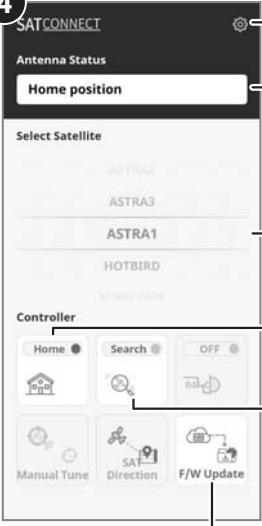 4
SATCONNECT
Antenna Status
Home position
Select Satellite
ASTRA2
ASTRA3
ASTRA1
HOTBIRD
Controller
Home
Search
OFF
Manual Tune
SAT
Direction
F/W Update